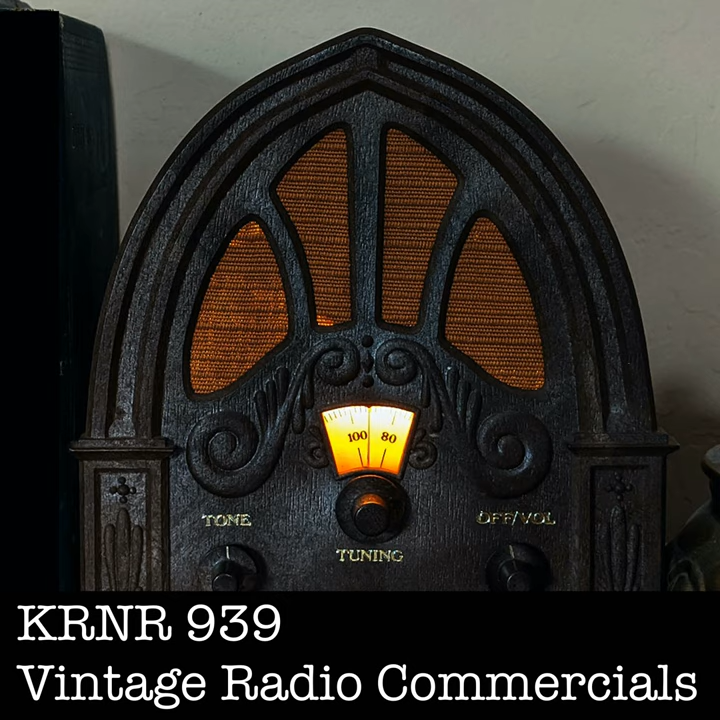 100 80
TONE
OFF/VOL
TUNING
KRNR 939
Vintage Radio Commercials